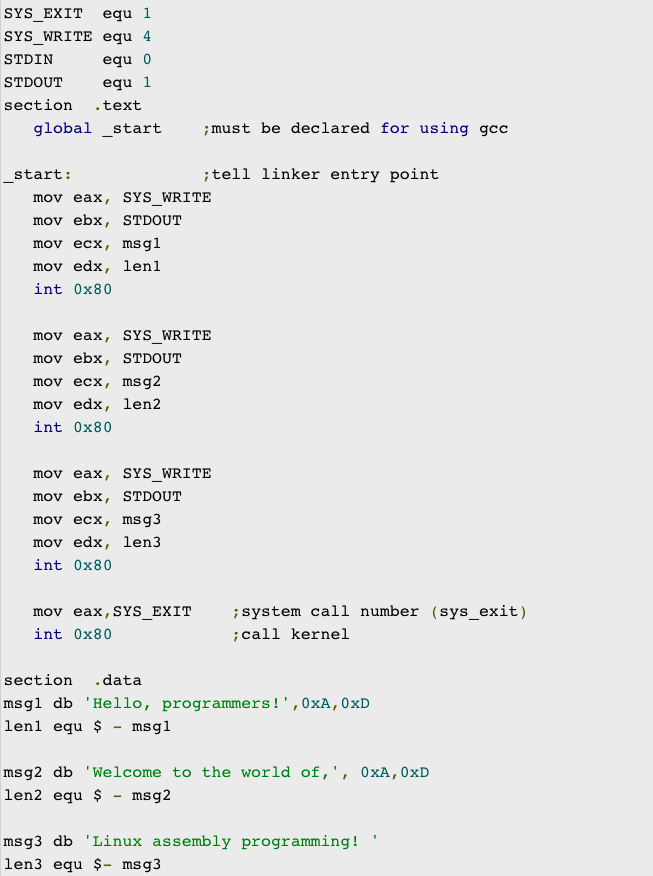 SYS_EXIT  equ 1
SYS_WRITE equ 4
STDIN     equ 0
STDOUT    equ 1
section  .text
   global _start    ;must be declared for using gcc
_start:             ;tell linker entry point
   mov eax, SYS_WRITE
   mov ebx, STDOUT
   mov ecx, msg1
   mov edx, len1
   int 0x80
   mov eax, SYS_WRITE
   mov ebx, STDOUT
   mov ecx, msg2
   mov edx, len2
   int 0x80
   mov eax, SYS_WRITE
   mov ebx, STDOUT
   mov ecx, msg3
   mov edx, len3
   int 0x80
   mov eax,SYS_EXIT    ;system call number (sys_exit)
   int 0x80            ;call kernel
section  .data
msg1 db 'Hello, programmers!',0xA,0xD
len1 equ $ - msg1
msg2 db 'Welcome to the world of,', 0xA,0xD
len2 equ $ - msg2
msg3 db 'Linux assembly programming! '
len3 equ $- msg3